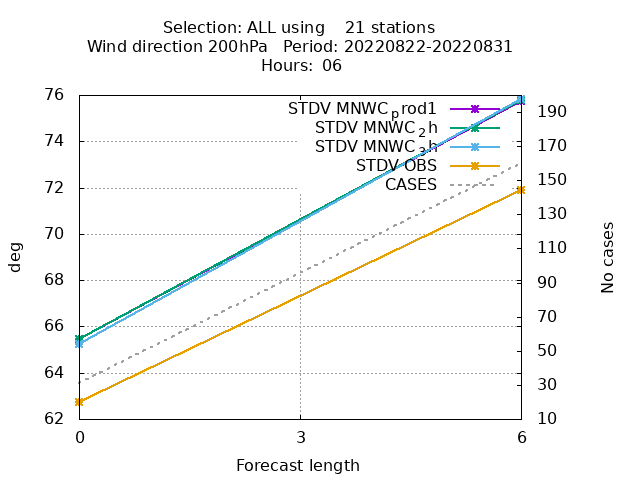 Selection: ALL using    21 stations
Wind direction 200hPa   Period: 20220822-20220831
Hours: 06
76
74
72
70
68
66
64
62
190
170
150
130
110
90
70
50
30
10
STDV MNWC_prod1
STDV MNWC_2h
STDV MNWC_3h
STDV OBS
CASES
deg
No cases
0 3 6
Forecast length